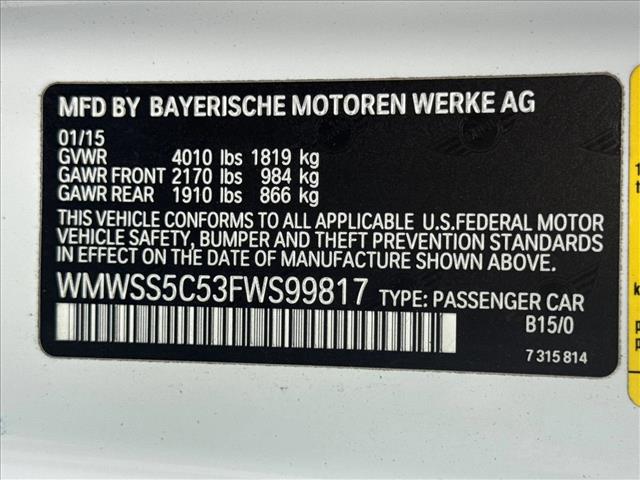 MFD BY BAYERISCHE MOTOREN WERKE AG
01/15
GVWR 4010 lbs 1819 kg
GAWR FRONT 2170 lbs 984 kg
GAWR REAR 1910 lbs 866 kg
THIS VEHICLE CONFORMS TO ALL APPLICABLE U.S.FEDERAL MOTOR
VEHICLE SAFETY, BUMPER AND THEFT PREVENTION STANDARDS
IN EFFECT ON THE DATE OF MANUFACTURE SHOWN ABOVE.
WMWSS5C53FWS99817 TYPE: PASSENGER CAR
B15/0
7 315 814